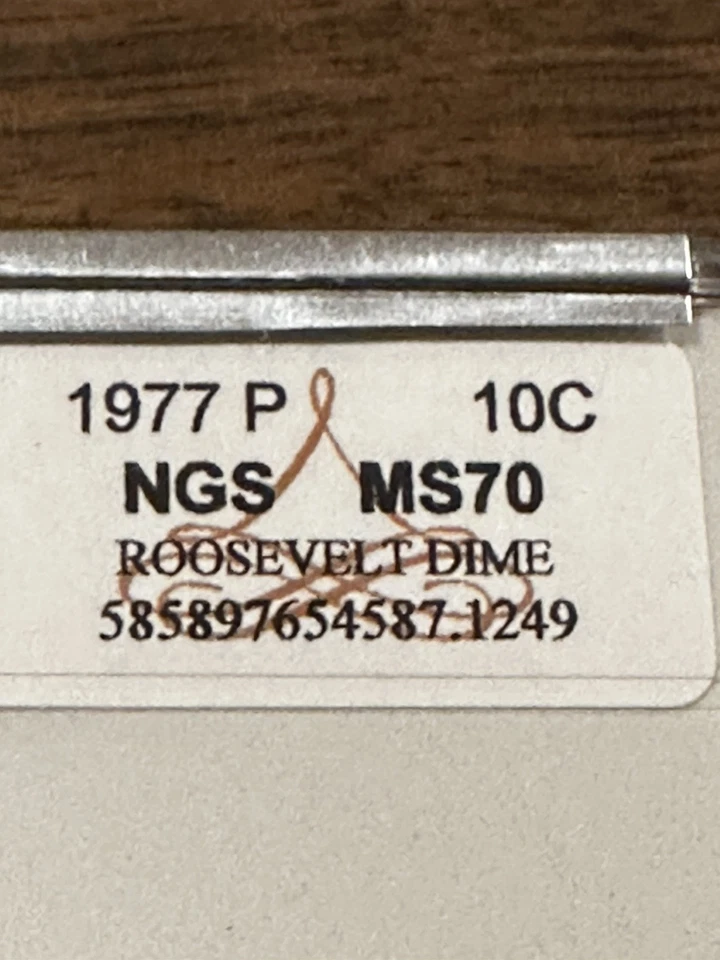 1977 P 10C
NGS MS70
ROOSEVELT DIME
585897654587.1249